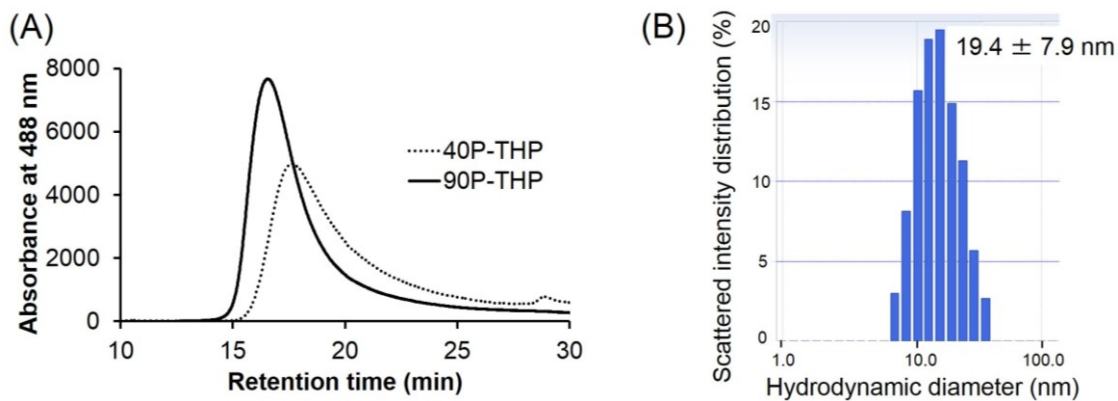 (A)
Absorbance at 488 nm
8000
6000
4000
2000
0
10
15
20
25
30
Retention time (min)
40P-THP
90P-THP
(B)
Scattered intensity distribution (%)
20
15
10
5
0
19.4 ± 7.9 nm
1.0
10.0
100.0
Hydrodynamic diameter (nm)